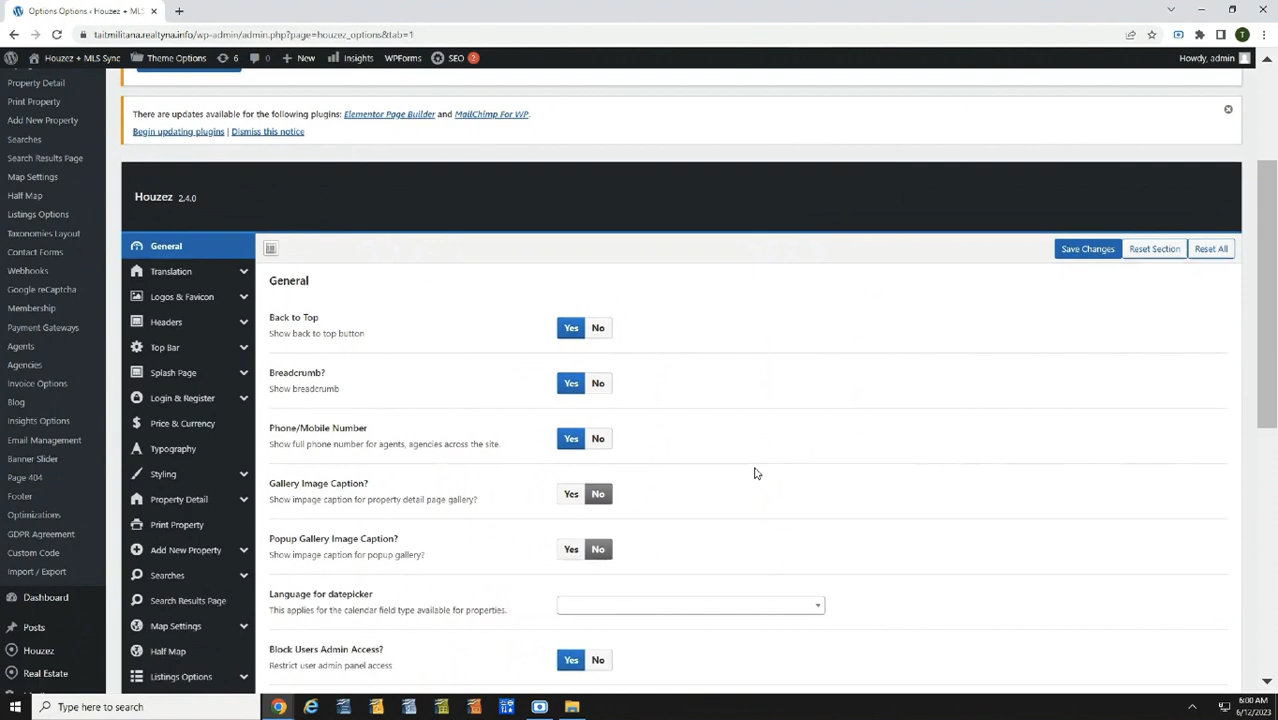 Options Options ‹ Houzez + MLS
taitmilitana.realtyna.info/wp-admin/admin.php?page=houzez_options&tab=1
T
Houzez + MLS Sync
Theme Options
6
0
New
Insights
WPForms
SEO 2
Howdy, admin
Property Detail
Print Property
Add New Property
Searches
Search Results Page
Map Settings
Half Map
Listings Options
Taxonomies Layout
Contact Forms
Webhooks
Google reCaptcha
Membership
Payment Gateways
Agents
Agencies
Invoice Options
Blog
Insights Options
Email Management
Banner Slider
Page 404
Footer
Optimizations
GDPR Agreement
Custom Code
Import / Export
Dashboard
Posts
Houzez
Real Estate
There are updates available for the following plugins: Elementor Page Builder and MailChimp For WP.
Begin updating plugins | Dismiss this notice
Houzez 2.4.0
General
Translation
Logos & Favicon
Headers
Top Bar
Splash Page
Login & Register
Price & Currency
Typography
Styling
Property Detail
Print Property
Add New Property
Searches
Search Results Page
Map Settings
Half Map
Listings Options
Save Changes
Reset Section
Reset All
General
Back to Top
Show back to top button
Yes No
Breadcrumb?
Show breadcrumb
Yes No
Phone/Mobile Number
Show full phone number for agents, agencies across the site.
Yes No
Gallery Image Caption?
Show impage caption for property detail page gallery?
Yes No
Popup Gallery Image Caption?
Show impage caption for popup gallery?
Yes No
Language for datepicker
This applies for the calendar field type available for properties.
Block Users Admin Access?
Restrict user admin panel access
Yes No
Type here to search
6:00 AM
6/12/2023